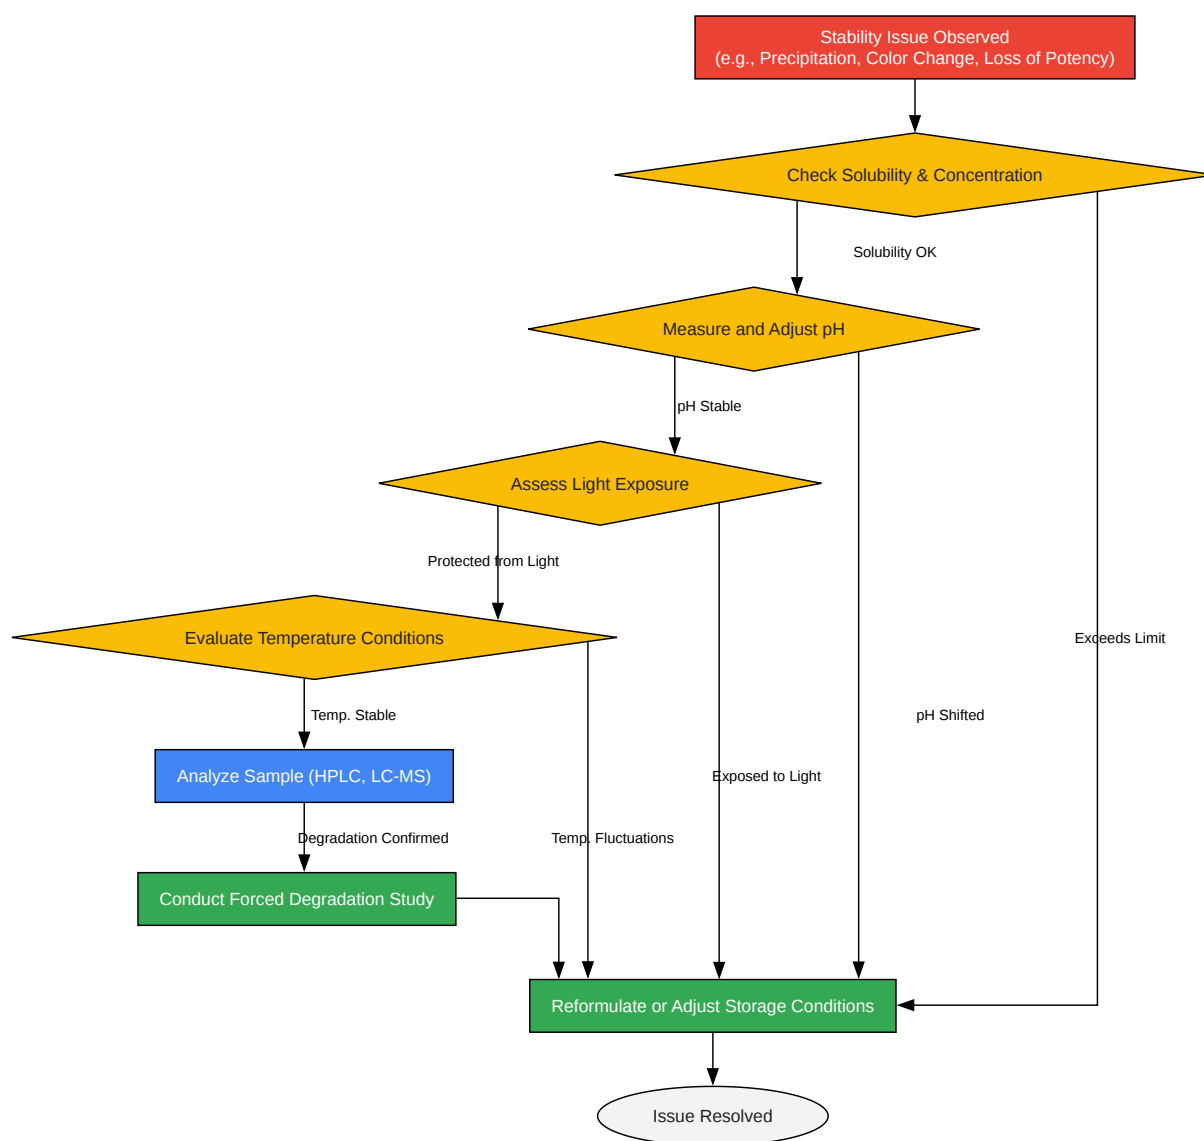 Stability Issue Observed
(e.g., Precipitation, Color Change, Loss of Potency)
Check Solubility & Concentration
Solubility OK
Measure and Adjust pH
pH Stable
Assess Light Exposure
Protected from Light
Evaluate Temperature Conditions
Exceeds Limit
Temp. Stable
pH Shifted
Analyze Sample (HPLC, LC-MS)
Exposed to Light
Degradation Confirmed
Temp. Fluctuations
Conduct Forced Degradation Study
Reformulate or Adjust Storage Conditions
Issue Resolved